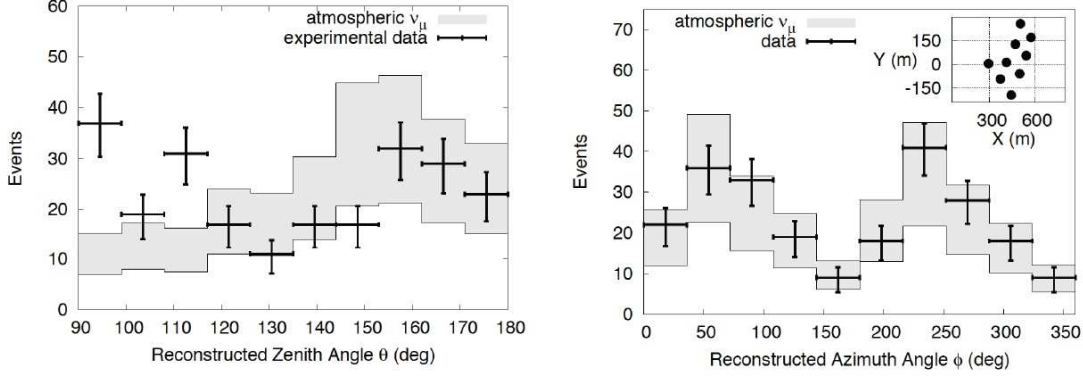 60
50
40
30
20
10
0
Events
90 100 110 120 130 140 150 160 170 180
Reconstructed Zenith Angle θ (deg)
atmospheric νμ
experimental data
70
60
50
40
30
20
10
0
Events
0 50 100 150 200 250 300 350
Reconstructed Azimuth Angle ϕ (deg)
atmospheric νμ
data
150
Y (m) 0
-150
300 600
X (m)